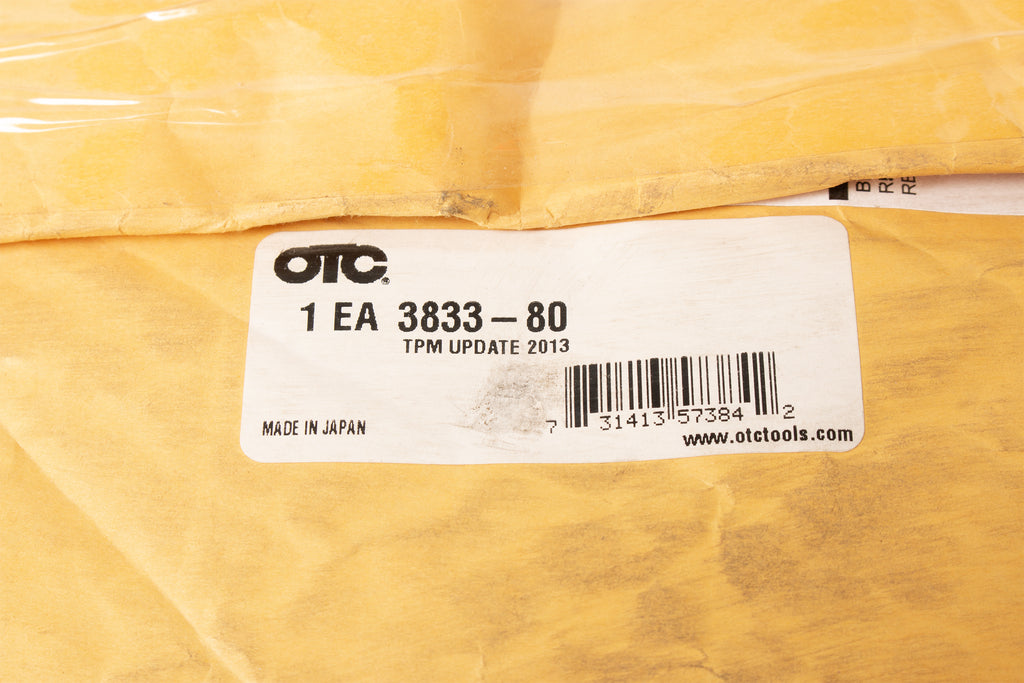 OTC®
1 EA 3833-80
TPM UPDATE 2013
7 31413 57384 2
MADE IN JAPAN
www.otctools.com